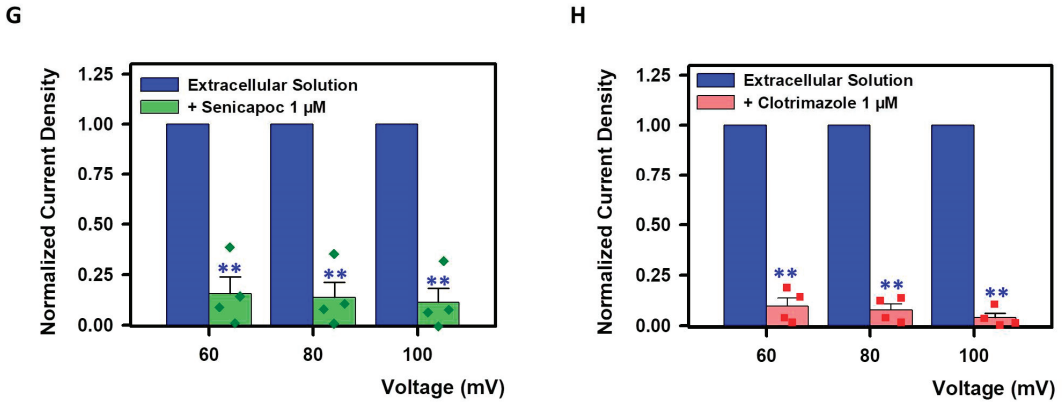 G
Normalized Current Density
1.25
1.00
0.75
0.50
0.25
0.00
Extracellular Solution
+ Senicapoc 1 µM
**
**
**
60
80
100
Voltage (mV)
H
Normalized Current Density
1.25
1.00
0.75
0.50
0.25
0.00
Extracellular Solution
+ Clotrimazole 1 µM
**
**
**
60
80
100
Voltage (mV)